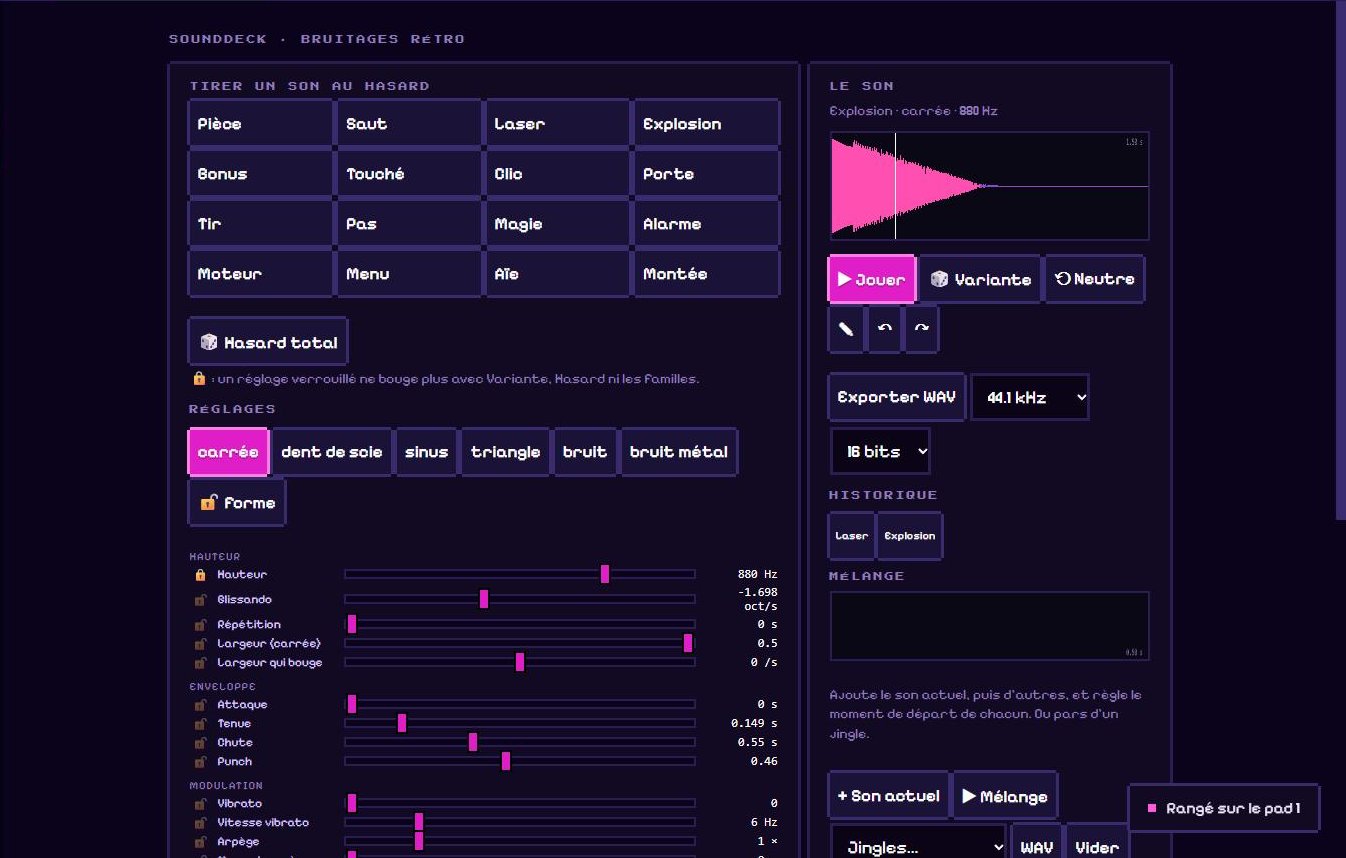 SOUNDDECK · BRUITAGES RéTRO
TIRER UN SON AU HASARD
Pièce
Saut
Laser
Explosion
Bonus
Touché
Clic
Porte
Tir
Pas
Magie
Alarme
Moteur
Menu
Aïe
Montée
🎲 Hasard total
🔒 : un réglage verrouillé ne bouge plus avec Variante, Hasard ni les familles.
RéGLAGES
carrée
dent de scie
sinus
triangle
bruit
bruit métal
🔓 Forme
HAUTEUR
Hauteur 880 Hz
Glissando -1.698 oct/s
Répétition 0 s
Largeur (carrée) 0.5
Largeur qui bouge 0 /s
ENVELOPPE
Attaque 0 s
Tenue 0.149 s
Chute 0.55 s
Punch 0.46
MODULATION
Vibrato 0
Vitesse vibrato 6 Hz
Arpège 1 ×
LE SON
Explosion · carrée · 880 Hz
▶ Jouer
🎲 Variante
Neutre
Exporter WAV
44.1 kHz
16 bits
HISTORIQUE
Laser
Explosion
MéLANGE
Ajoute le son actuel, puis d'autres, et règle le
moment de départ de chacun. Ou pars d'un
jingle.
+ Son actuel
▶ Mélange
Jingles...
WAV
Vider
Rangé sur le pad 1